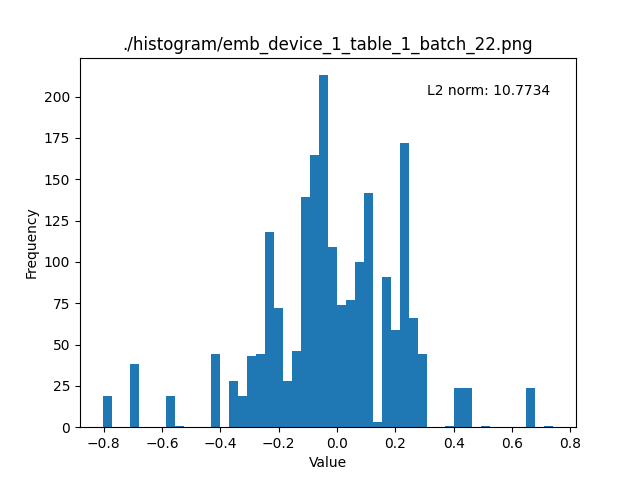 ./histogram/emb_device_1_table_1_batch_22.png
L2 norm: 10.7734
200
175
150
125
100
75
50
25
0
Frequency
−0.8 −0.6 −0.4 −0.2 0.0 0.2 0.4 0.6 0.8
Value